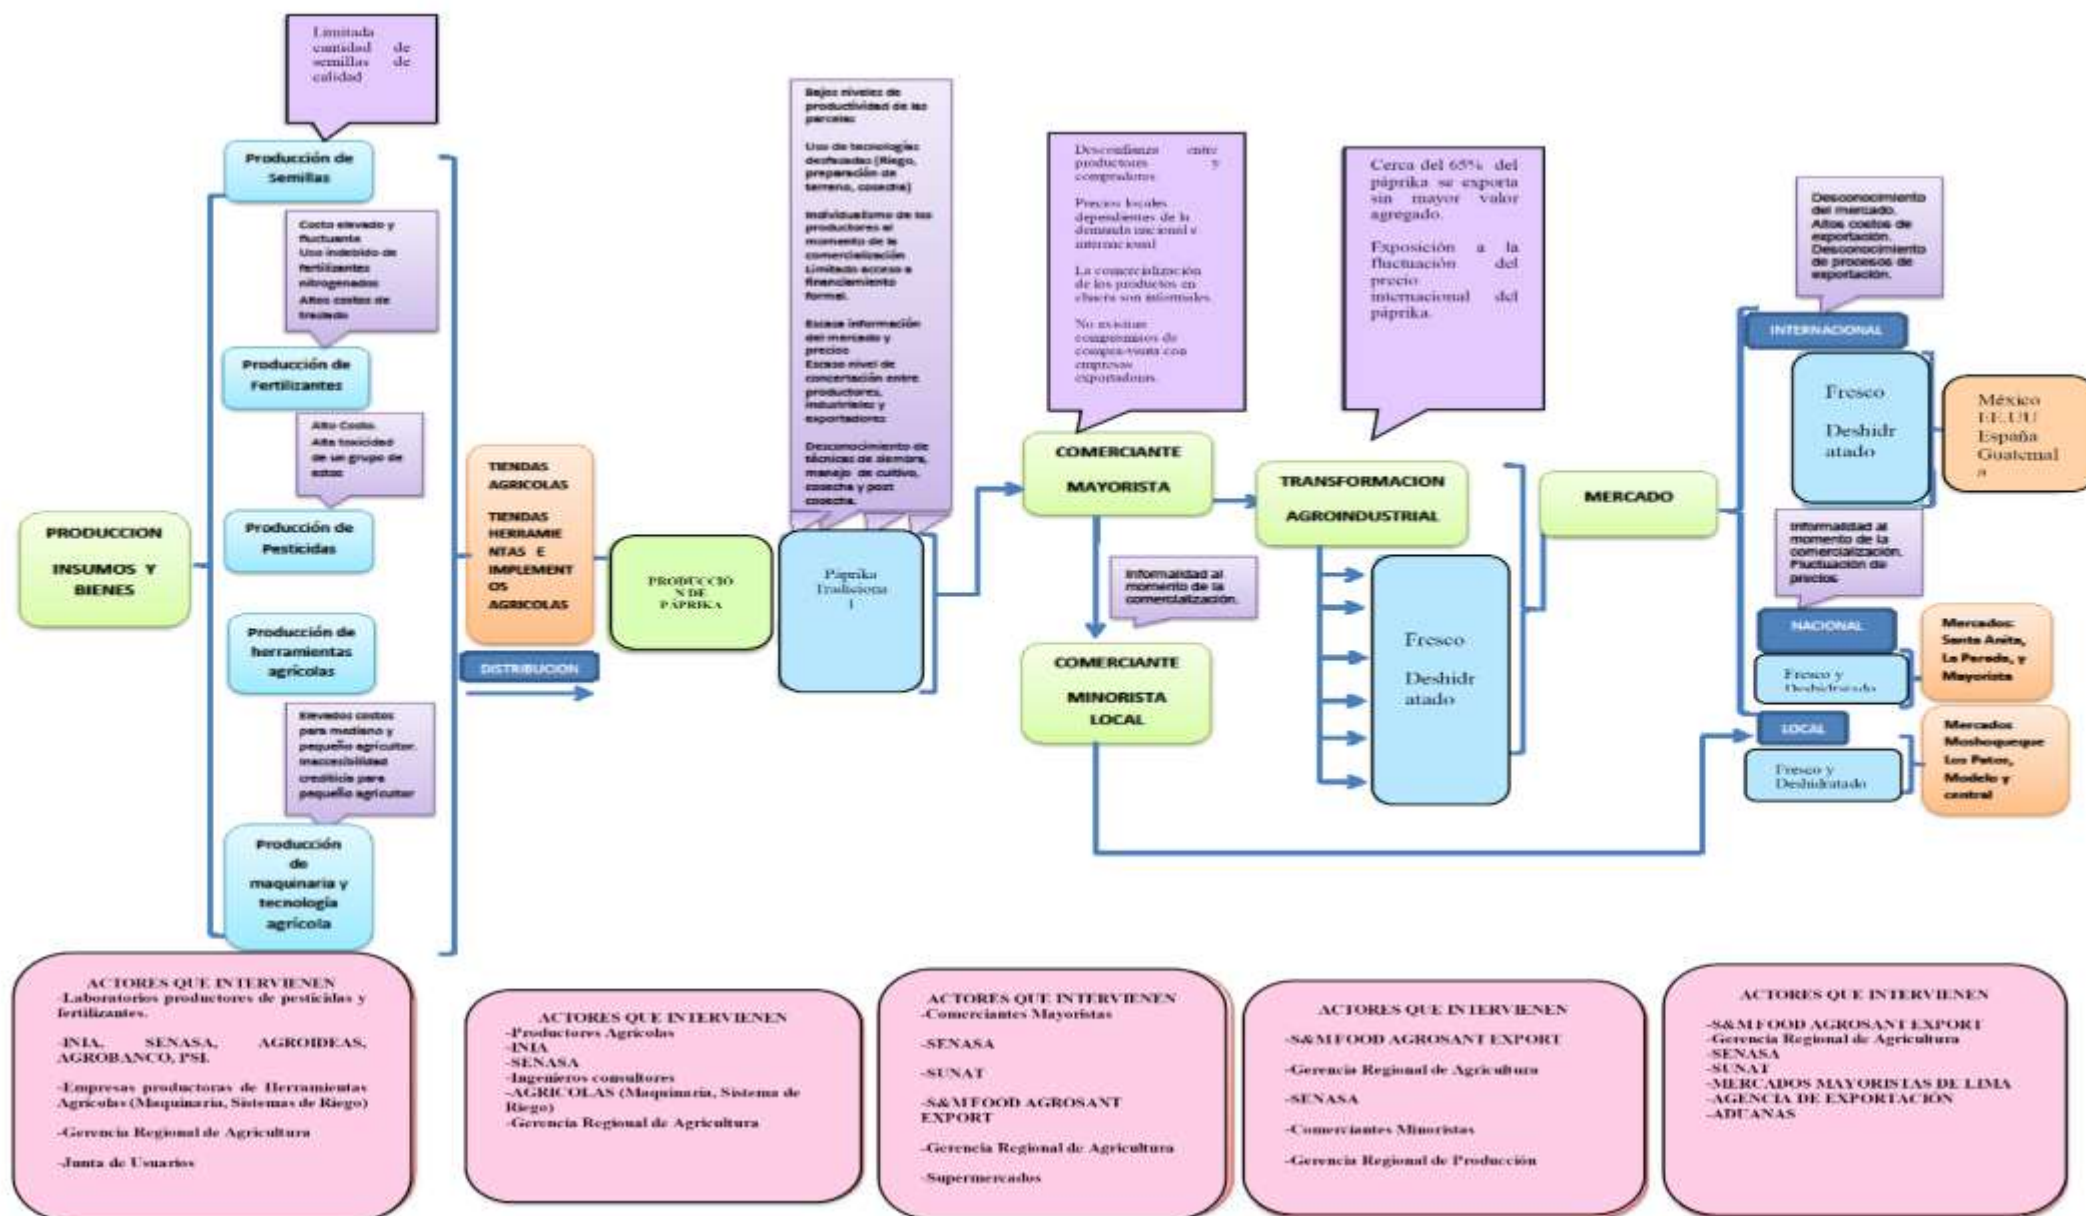 Limitada
cantidad de
semillas de
calidad
Producción de
Semillas
Costo elevado y
fluctuante
Uso indebido de
fertilizantes
nitrogenados
Altos costos de
traslado
Producción de
Fertilizantes
Alto Costo.
Alta toxicidad
de un grupo de
estos
PRODUCCION
INSUMOS Y
BIENES
Producción de
Pesticidas
Producción de
herramientas
agrícolas
Elevados costos
para mediano y
pequeño agricultor.
Inaccesibilidad
crediticia para
pequeño agricultor
Producción
de
maquinaria y
tecnología
agrícola
TIENDAS
AGRICOLAS
TIENDAS
HERRAMIE
NTAS E
IMPLEMENT
OS
AGRICOLAS
DISTRIBUCION
PRODUCCIÓ
N DE
PÁPRIKA
Bajos niveles de
productividad de las
parcelas
Uso de tecnologías
desfasadas (Riego,
preparación de
terreno, cosecha)
Individualismo de los
productores al
momento de la
comercialización
Limitado acceso a
financiamiento
formal.
Escasa información
del mercado y
precios
Escaso nivel de
concertación entre
productores,
industriales y
exportadores
Desconocimiento de
técnicas de siembra,
manejo de cultivo,
cosecha y post
cosecha.
Páprika
Tradiciona
l
Desconfianza entre
productores y
compradores
Precios locales
dependientes de la
demanda nacional e
internacional
La comercialización
de los productos en
chacra son informales.
No existen
compromisos de
compra-venta con
empresas
exportadoras.
COMERCIANTE
MAYORISTA
Informalidad al
momento de la
comercialización.
COMERCIANTE
MINORISTA
LOCAL
Cerca del 65% del
páprika se exporta
sin mayor valor
agregado.
Exposición a la
fluctuación del
precio
internacional del
páprika.
TRANSFORMACION
AGROINDUSTRIAL
Fresco
Deshidr
atado
MERCADO
Desconocimiento
del mercado.
Altos costos de
exportación.
Desconocimiento
de procesos de
exportación.
INTERNACIONAL
Fresco
Deshidr
atado
México
EE.UU
España
Guatemal
a
Informalidad al
momento de la
comercialización.
Fluctuación de
precios
NACIONAL
Fresco y
Deshidratado
Mercados:
Santa Anita,
La Parada, y
Mayorista
LOCAL
Fresco y
Deshidratado
Mercados
Moshoqueque
Los Patos,
Modelo y
central
ACTORES QUE INTERVIENEN
-Laboratorios productores de pesticidas y
fertilizantes.
-INIA, SENASA, AGROIDEAS,
AGROBANCO, PSI.
-Empresas productoras de Herramientas
Agrícolas (Maquinaria, Sistemas de Riego)
-Gerencia Regional de Agricultura
-Junta de Usuarios
ACTORES QUE INTERVIENEN
-Productores Agrícolas
-INIA
-SENASA
-Ingenieros consultores
-AGRICOLAS (Maquinaria, Sistema de
Riego)
-Gerencia Regional de Agricultura
ACTORES QUE INTERVIENEN
-Comerciantes Mayoristas
-SENASA
-SUNAT
-S&M FOOD AGROSANT
EXPORT
-Gerencia Regional de Agricultura
-Supermercados
ACTORES QUE INTERVIENEN
-S&M FOOD AGROSANT EXPORT
-Gerencia Regional de Agricultura
-SENASA
-Comerciantes Minoristas
-Gerencia Regional de Producción
ACTORES QUE INTERVIENEN
-S&M FOOD AGROSANT EXPORT
-Gerencia Regional de Agricultura
-SENASA
-SUNAT
-MERCADOS MAYORISTAS DE LIMA
-AGENCIA DE EXPORTACIÓN
-ADUANAS